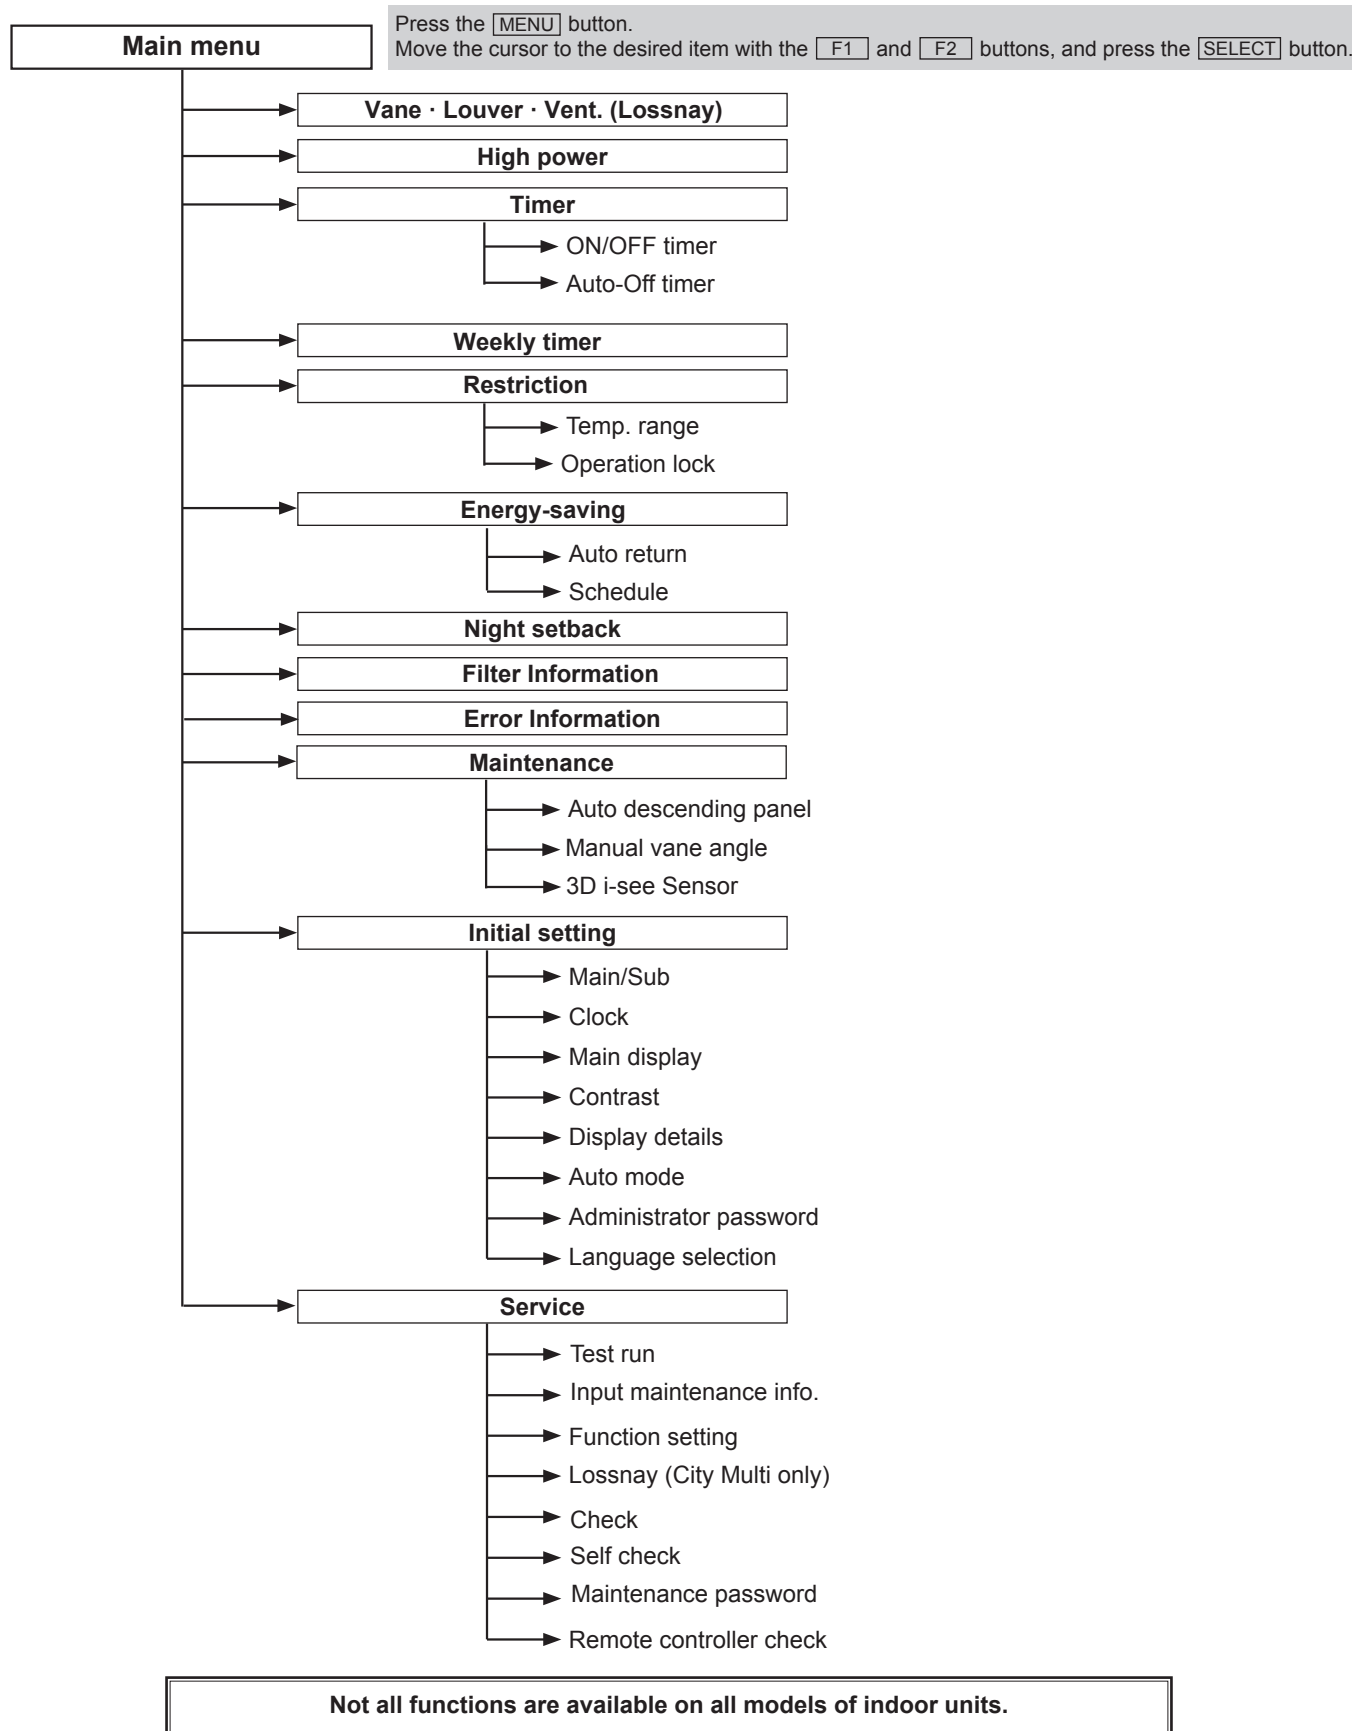 Main menu
Press the MENU button.
Move the cursor to the desired item with the F1 and F2 buttons, and press the SELECT button.
Vane · Louver · Vent. (Lossnay)
High power
Timer
ON/OFF timer
Auto-Off timer
Weekly timer
Restriction
Temp. range
Operation lock
Energy-saving
Auto return
Schedule
Night setback
Filter Information
Error Information
Maintenance
Auto descending panel
Manual vane angle
3D i-see Sensor
Initial setting
Main/Sub
Clock
Main display
Contrast
Display details
Auto mode
Administrator password
Language selection
Service
Test run
Input maintenance info.
Function setting
Lossnay (City Multi only)
Check
Self check
Maintenance password
Remote controller check
Not all functions are available on all models of indoor units.